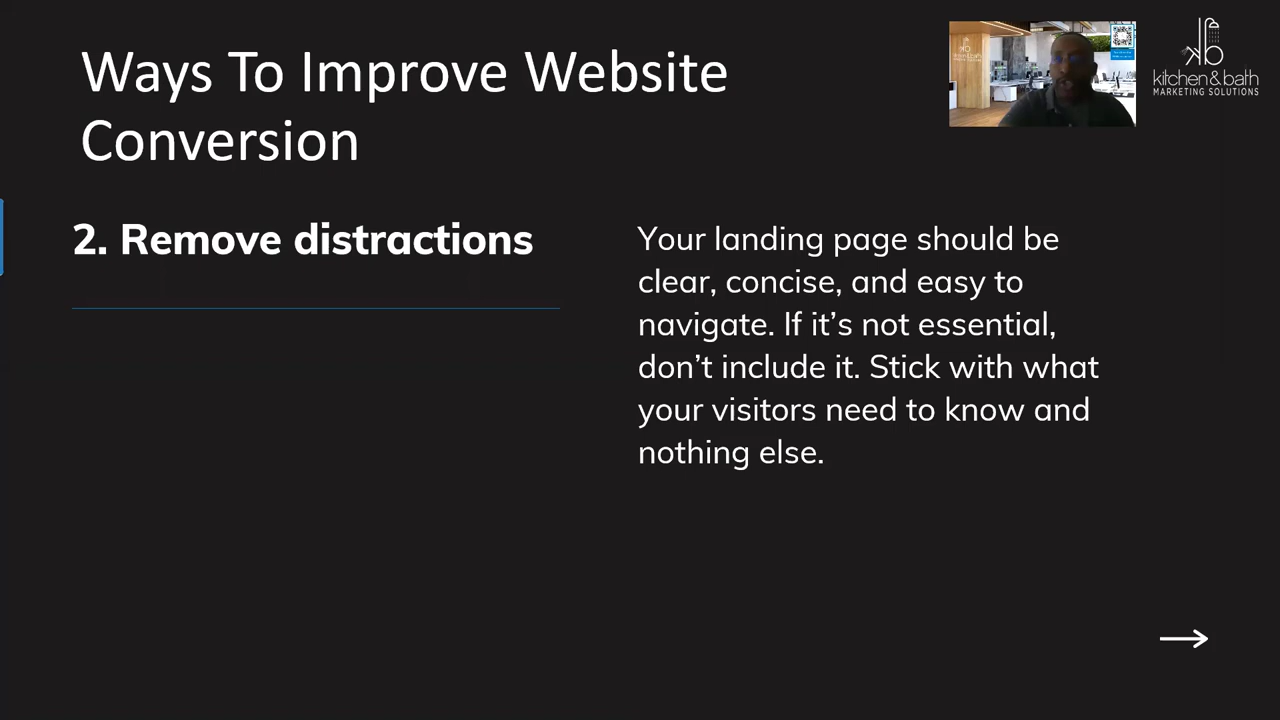 Ways To Improve Website
Conversion
kitchen & bath
MARKETING SOLUTIONS
2. Remove distractions
Your landing page should be
clear, concise, and easy to
navigate. If it’s not essential,
don’t include it. Stick with what
your visitors need to know and
nothing else.